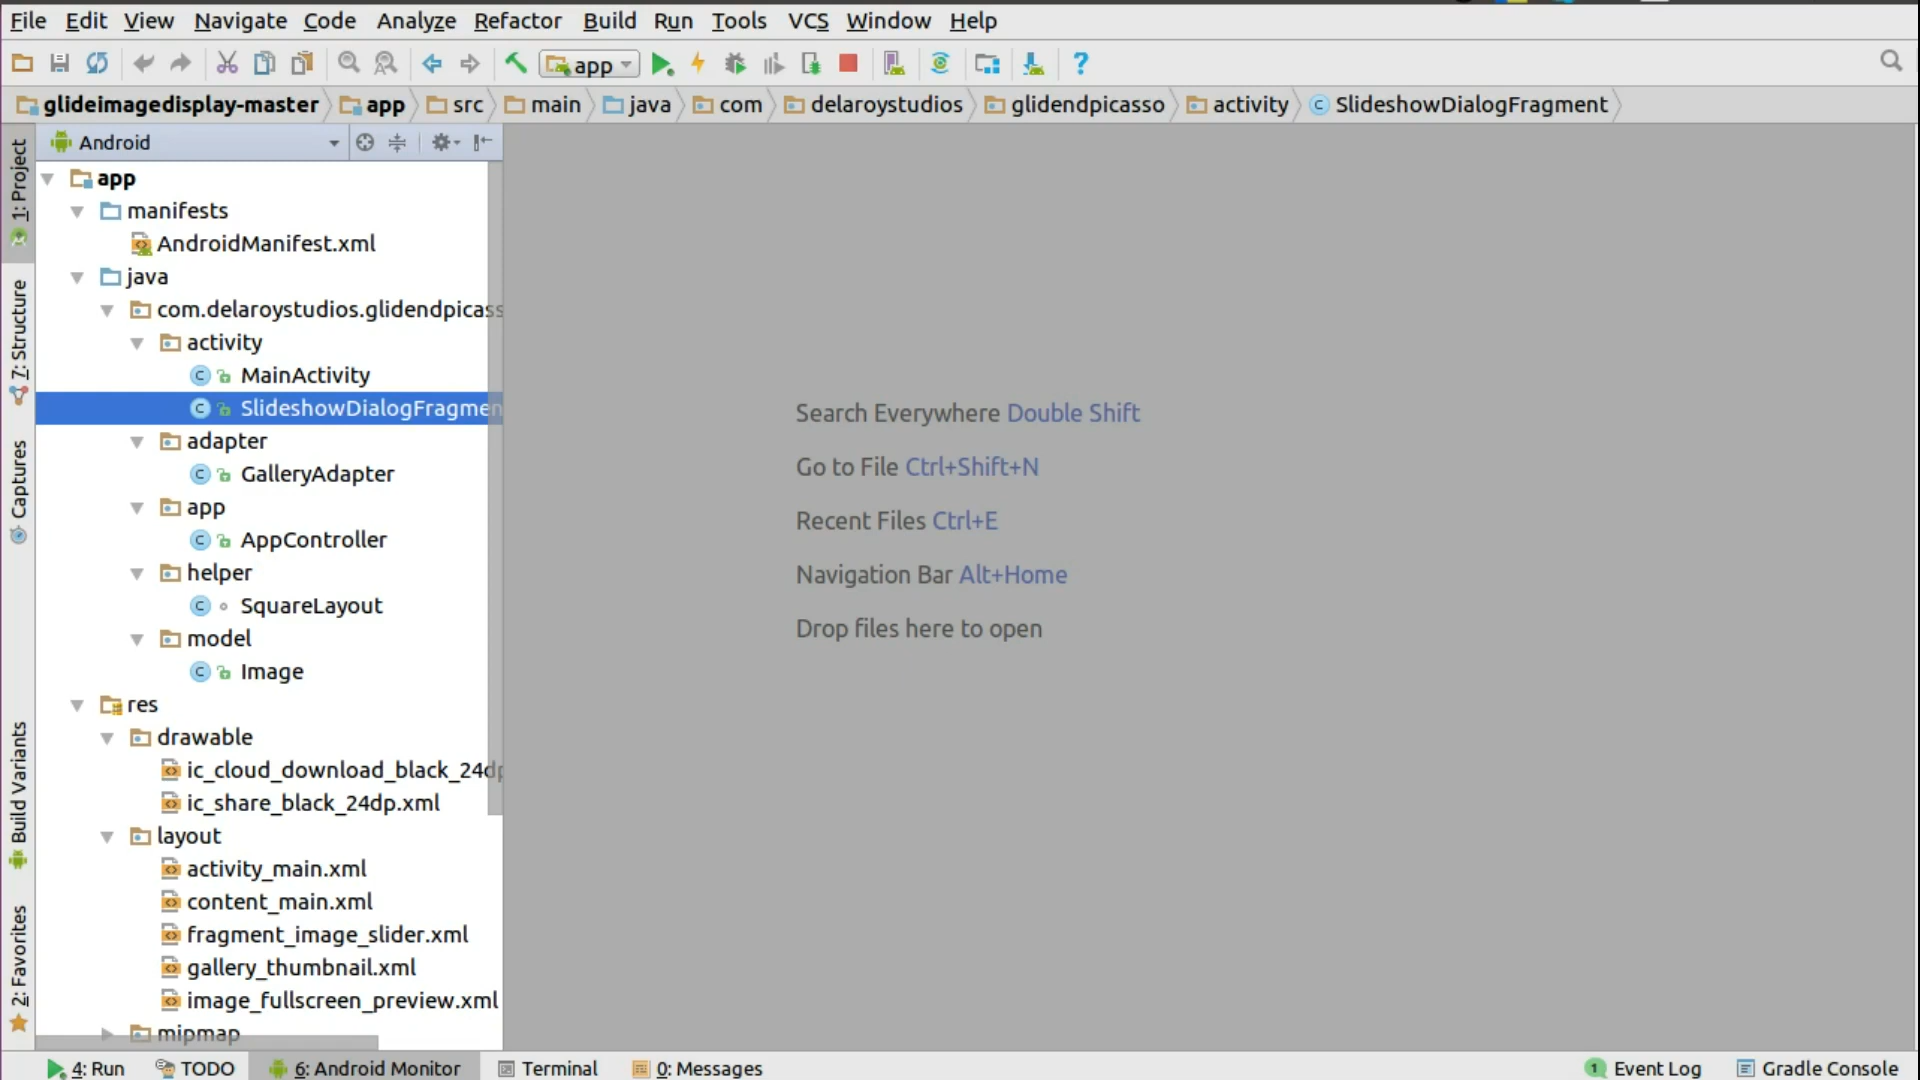 File Edit View Navigate Code Analyze Refactor Build Run Tools VCS Window Help
app
glideimagedisplay-master app src main java com delaroystudios glidendpicasso activity SlideshowDialogFragment
Android
app
manifests
AndroidManifest.xml
java
com.delaroystudios.glidendpicass
activity
MainActivity
SlideshowDialogFragmen
adapter
GalleryAdapter
app
AppController
helper
SquareLayout
model
Image
res
drawable
ic_cloud_download_black_24dp
ic_share_black_24dp.xml
layout
activity_main.xml
content_main.xml
fragment_image_slider.xml
gallery_thumbnail.xml
image_fullscreen_preview.xml
mipmap
1: Project
7: Structure
Captures
Build Variants
2: Favorites
Search Everywhere Double Shift
Go to File Ctrl+Shift+N
Recent Files Ctrl+E
Navigation Bar Alt+Home
Drop files here to open
4: Run TODO 6: Android Monitor Terminal 0: Messages 1 Event Log Gradle Console